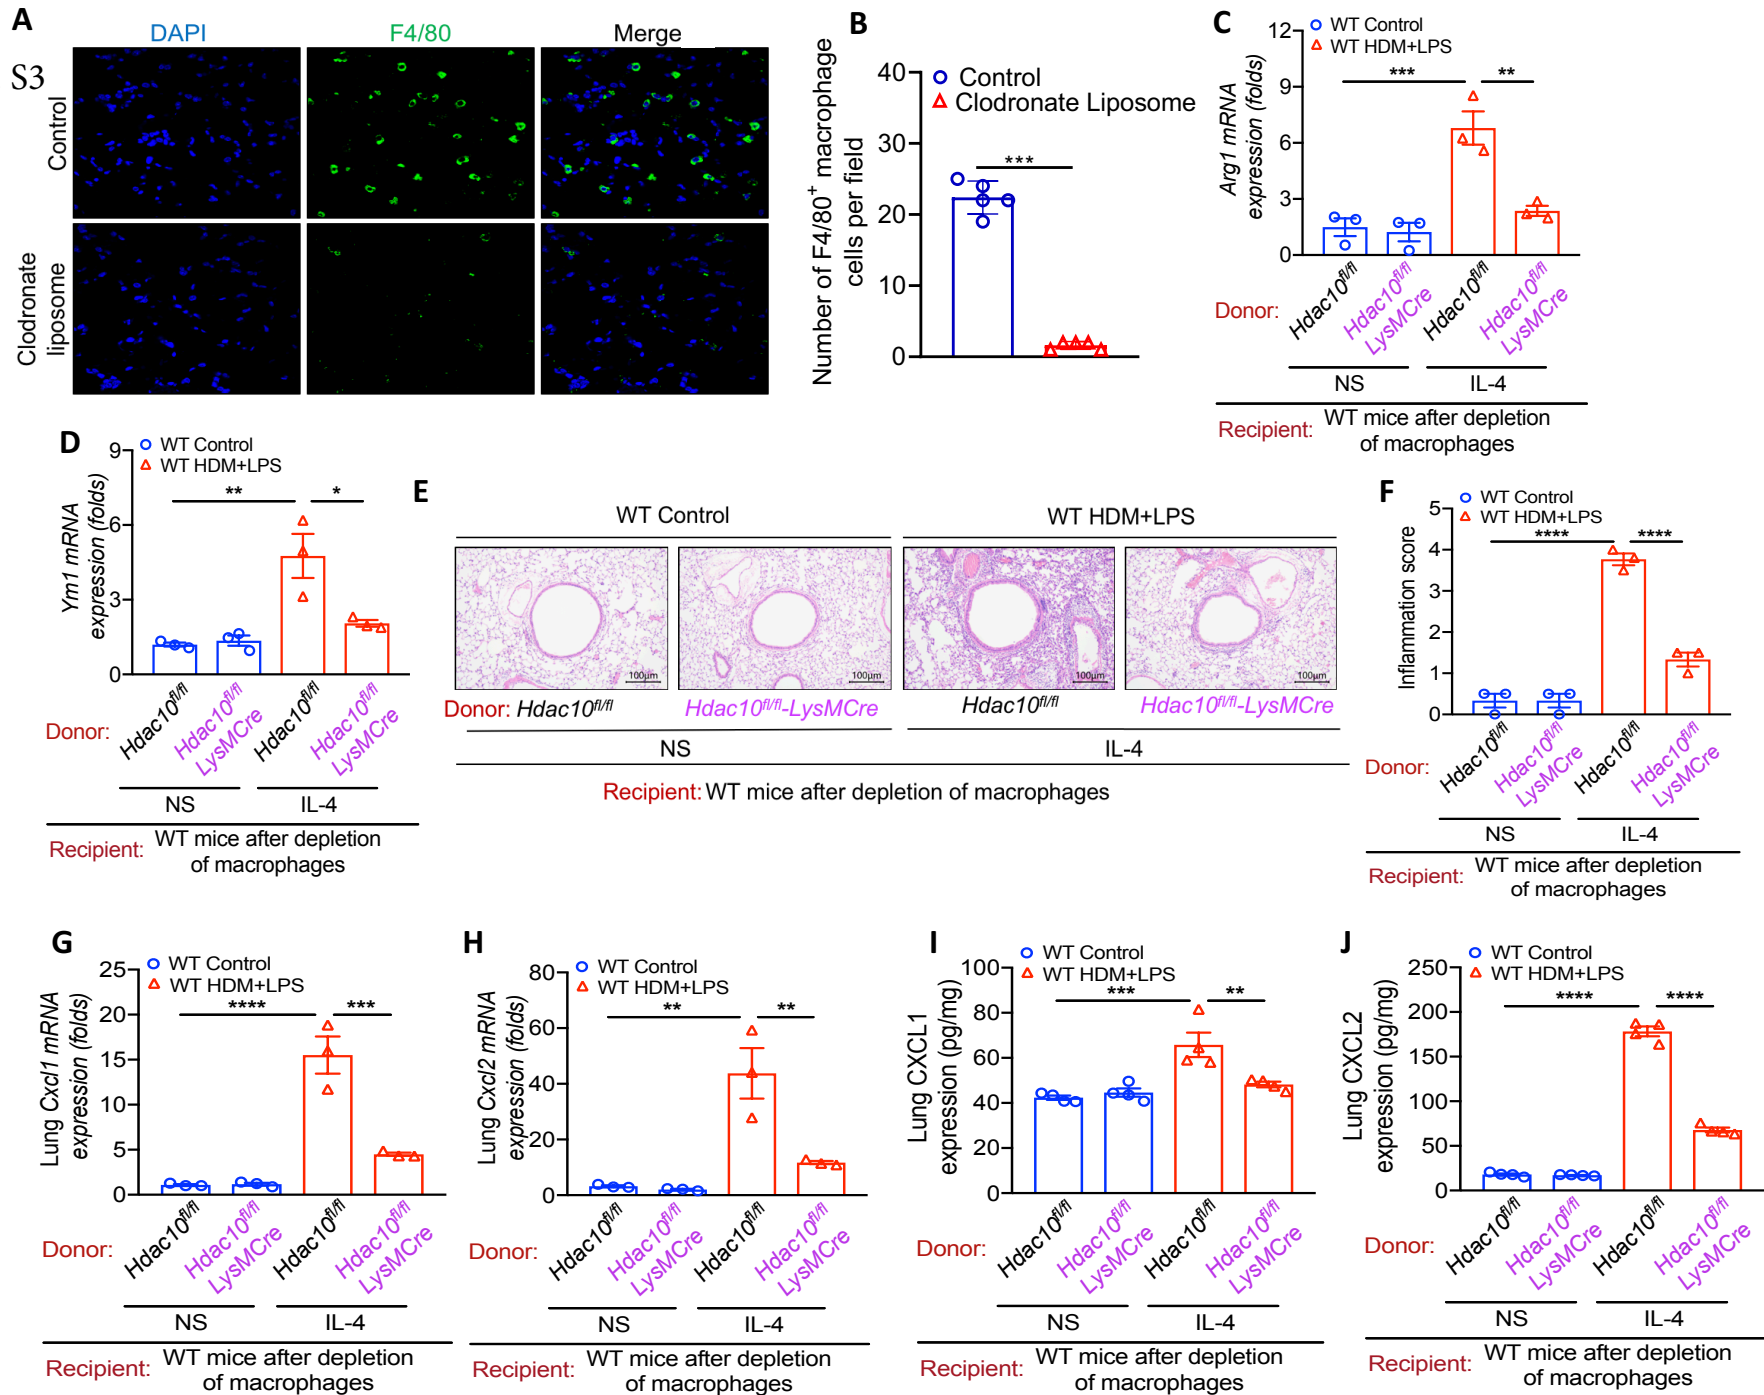 A
S3
DAPI
F4/80
Merge
Control
Clodronate
liposome
B
Number of F4/80+ macrophage
cells per field
40
30
20
10
0
Control
Clodronate Liposome
***
C
Arg1 mRNA
expression (folds)
12
9
6
3
0
WT Control
WT HDM+LPS
***
**
Donor:
Hdac10fl/fl
Hdac10fl/fl
LysMCre
Hdac10fl/fl
Hdac10fl/fl
LysMCre
NS
IL-4
Recipient:
WT mice after depletion
of macrophages
D
Ym1 mRNA
expression (folds)
9
6
3
0
WT Control
WT HDM+LPS
**
*
Donor:
Hdac10fl/fl
Hdac10fl/fl
LysMCre
Hdac10fl/fl
Hdac10fl/fl
LysMCre
NS
IL-4
Recipient:
WT mice after depletion
of macrophages
E
WT Control
WT HDM+LPS
100μm
100μm
100μm
100μm
Donor: Hdac10fl/fl
Hdac10fl/fl-LysMCre
Hdac10fl/fl
Hdac10fl/fl-LysMCre
NS
IL-4
Recipient: WT mice after depletion of macrophages
F
Inflammation score
5
4
3
2
1
0
WT Control
WT HDM+LPS
****
****
Donor:
Hdac10fl/fl
Hdac10fl/fl
LysMCre
Hdac10fl/fl
Hdac10fl/fl
LysMCre
NS
IL-4
Recipient:
WT mice after depletion
of macrophages
G
Lung Cxcl1 mRNA
expression (folds)
25
20
15
10
5
0
WT Control
WT HDM+LPS
****
***
Donor:
Hdac10fl/fl
Hdac10fl/fl
LysMCre
Hdac10fl/fl
Hdac10fl/fl
LysMCre
NS
IL-4
Recipient:
WT mice after depletion
of macrophages
H
Lung Cxcl2 mRNA
expression (folds)
80
60
40
20
0
WT Control
WT HDM+LPS
**
**
Donor:
Hdac10fl/fl
Hdac10fl/fl
LysMCre
Hdac10fl/fl
Hdac10fl/fl
LysMCre
NS
IL-4
Recipient:
WT mice after depletion
of macrophages
I
Lung CXCL1
expression (pg/mg)
100
80
60
40
20
0
WT Control
WT HDM+LPS
***
**
Donor:
Hdac10fl/fl
Hdac10fl/fl
LysMCre
Hdac10fl/fl
Hdac10fl/fl
LysMCre
NS
IL-4
Recipient:
WT mice after depletion
of macrophages
J
Lung CXCL2
expression (pg/mg)
250
200
150
100
50
0
WT Control
WT HDM+LPS
****
****
Donor:
Hdac10fl/fl
Hdac10fl/fl
LysMCre
Hdac10fl/fl
Hdac10fl/fl
LysMCre
NS
IL-4
Recipient:
WT mice after depletion
of macrophages